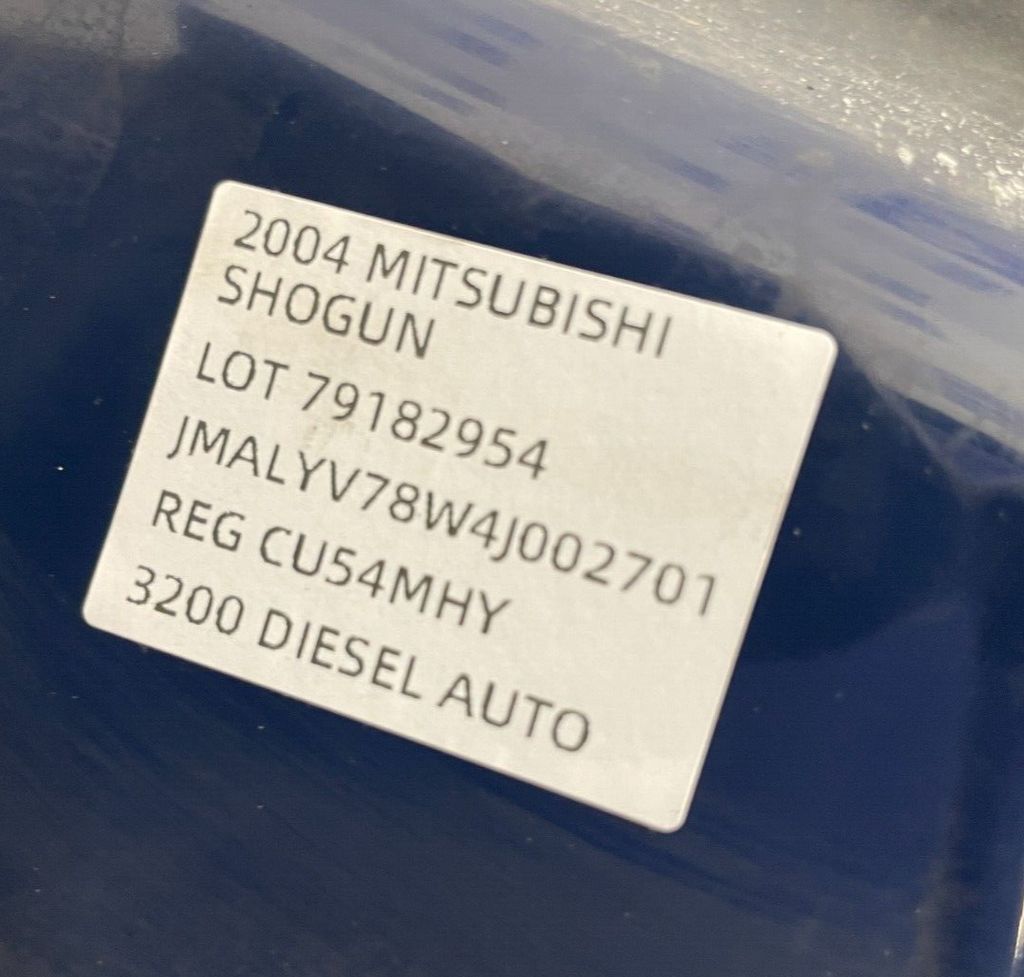 2004 MITSUBISHI
SHOGUN
LOT 79182954
JMALYV78W4J002701
REG CU54MHY
3200 DIESEL AUTO